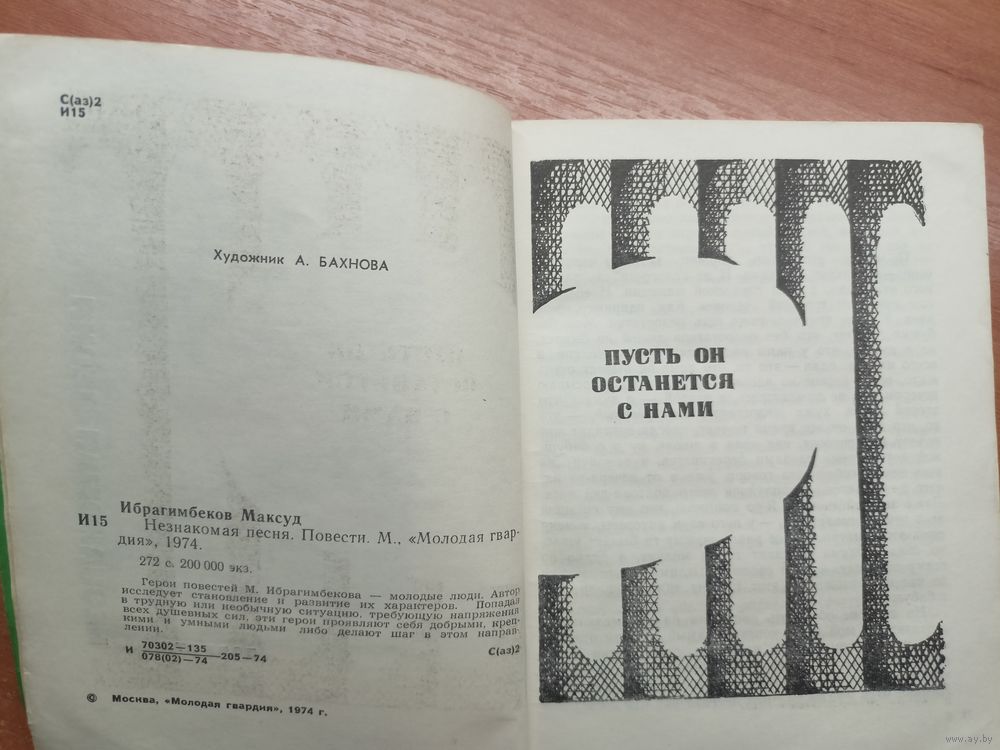 С(аз)2
И15
Художник А. БАХНОВА
Ибрагимбеков Максуд
И15 Незнакомая песня. Повести. М., «Молодая гвар-
дия», 1974.
272 с. 200 000 экз.
Герои повестей М. Ибрагимбекова — молодые люди. Автор
исследует становление и развитие их характеров. Попадая
в трудную или необычную ситуацию, требующую напряжения
всех душевных сил, эти герои проявляют себя добрыми, креп-
кими и умными людьми либо делают шаг в этом направ-
лении.
И 70302—135
078(02)—74 205—74
С(аз)2
© Москва, «Молодая гвардия», 1974 г.
ПУСТЬ ОН
ОСТАНЕТСЯ
С НАМИ
www.ay.by